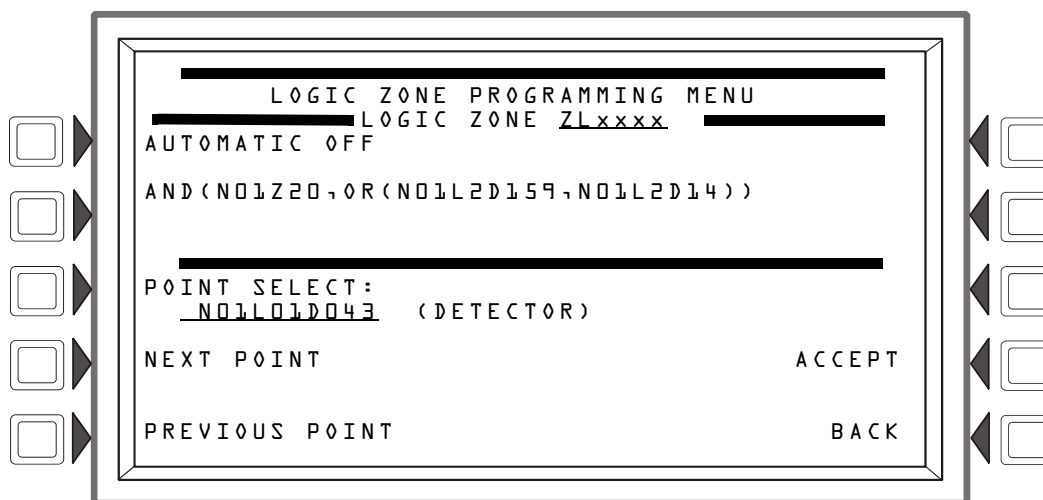 LOGIC ZONE PROGRAMMING MENU
LOGIC ZONE ZLxxxx
AUTOMATIC OFF
AND(N01Z20,OR(N01L2D159,N01L2D14))
POINT SELECT:
N01L01D043 (DETECTOR)
NEXT POINT ACCEPT
PREVIOUS POINT BACK